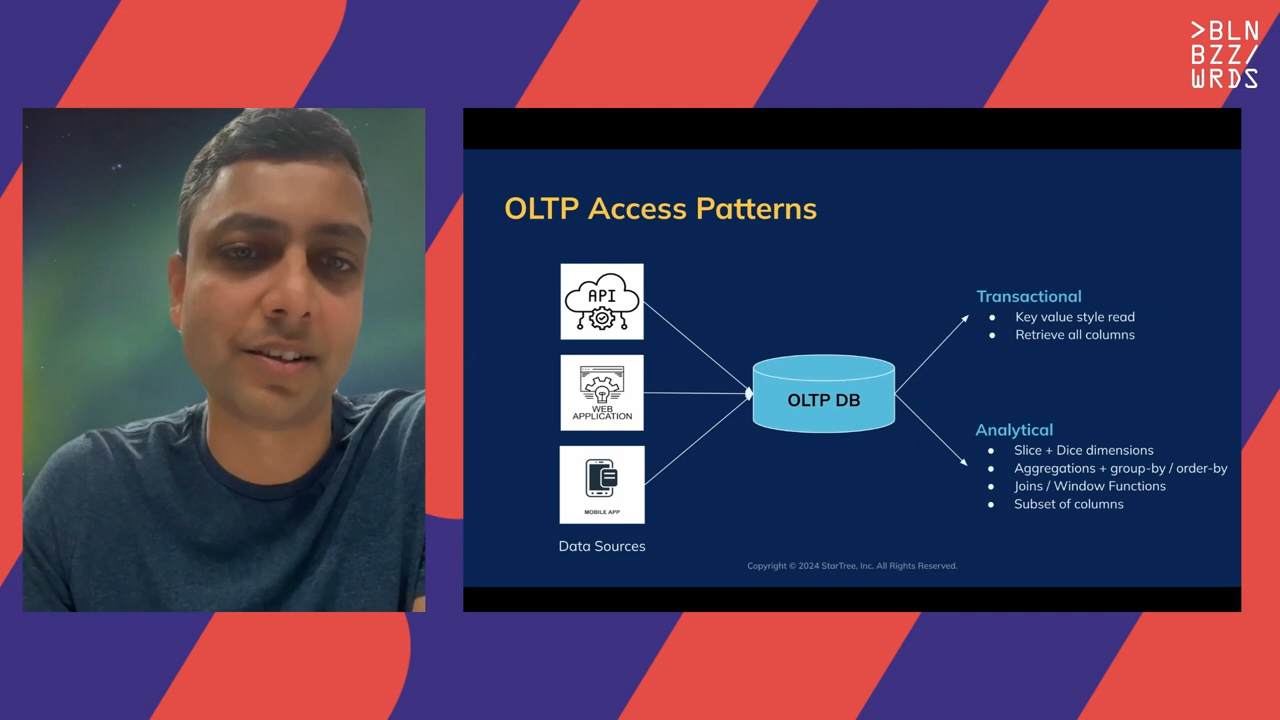 >BLN
BZZ/
WRDS
OLTP Access Patterns
API
WEB
APPLICATION
MOBILE APP
Data Sources
OLTP DB
Transactional
● Key value style read
● Retrieve all columns
Analytical
● Slice + Dice dimensions
● Aggregations + group-by / order-by
● Joins / Window Functions
● Subset of columns
Copyright © 2024 StarTree, Inc. All Rights Reserved.